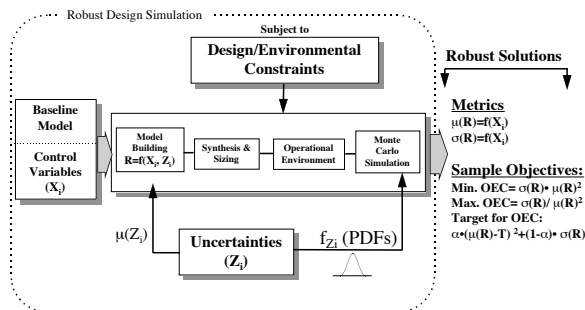 Robust Design Simulation
Subject to
Design/Environmental
Constraints
Robust Solutions
Baseline
Model
Control
Variables
(Xi)
Model
Building
R=f(Xi, Zi)
Synthesis &
Sizing
Operational
Environment
Monte
Carlo
Simulation
μ(Zi)
Uncertainties
(Zi)
fZi (PDFs)
Metrics
μ(R)=f(Xi)
σ(R)=f(Xi)
Sample Objectives:
Min. OEC= σ(R)• μ(R)²
Max. OEC= σ(R)/ μ(R)²
Target for OEC:
α•(μ(R)-T) ²+(1-α)• σ(R)